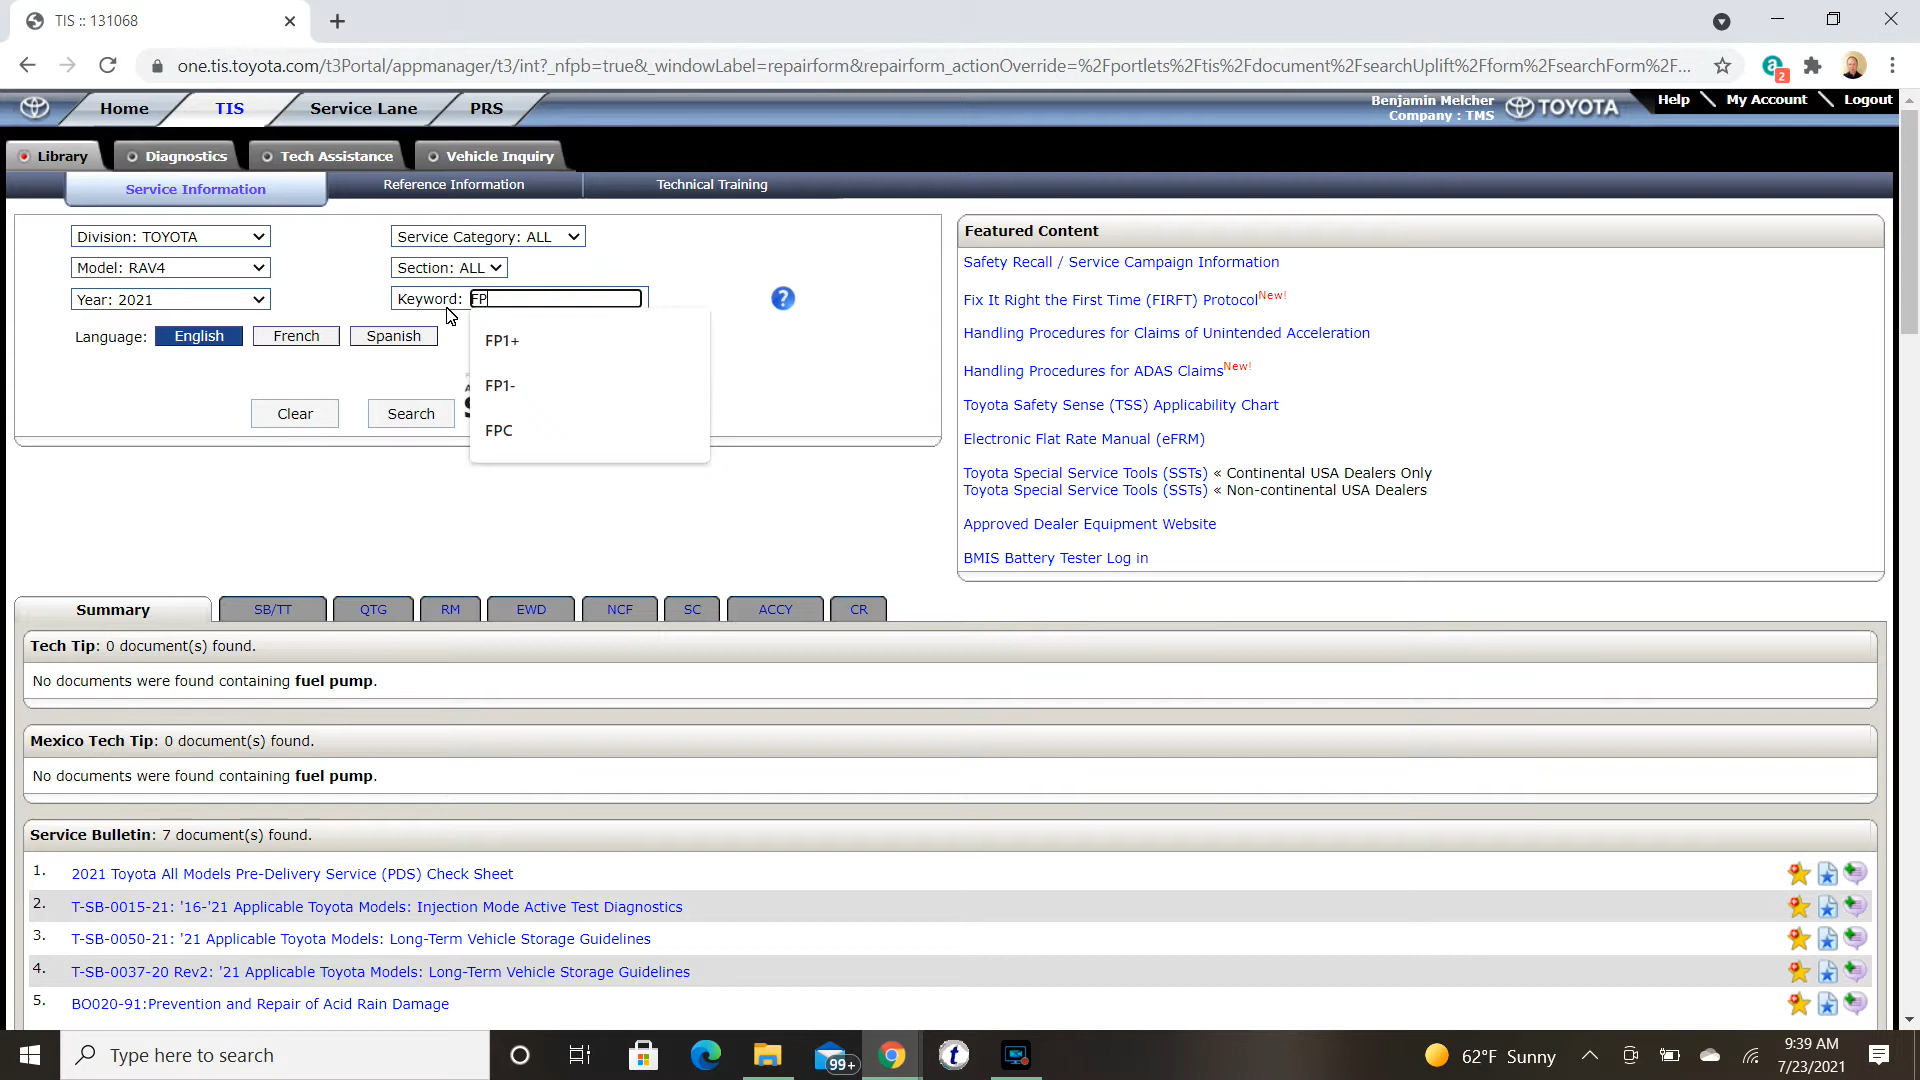 TIS :: 131068
one.tis.toyota.com/t3Portal/appmanager/t3/int?_nfpb=true&_windowLabel=repairform&repairform_actionOverride=%2Fportlets%2Ftis%2Fdocument%2FsearchUplift%2Fform%2FsearchForm%2F...
2
Home TIS Service Lane PRS
Benjamin Melcher
Company : TMS
TOYOTA
Help My Account Logout
Library Diagnostics Tech Assistance Vehicle Inquiry
Service Information Reference Information Technical Training
Division: TOYOTA Service Category: ALL
Model: RAV4 Section: ALL
Year: 2021 Keyword: FP
?
Language: English French Spanish
FP1+
FP1-
FPC
Clear Search
Featured Content
Safety Recall / Service Campaign Information
Fix It Right the First Time (FIRFT) Protocol New!
Handling Procedures for Claims of Unintended Acceleration
Handling Procedures for ADAS Claims New!
Toyota Safety Sense (TSS) Applicability Chart
Electronic Flat Rate Manual (eFRM)
Toyota Special Service Tools (SSTs) « Continental USA Dealers Only
Toyota Special Service Tools (SSTs) « Non-continental USA Dealers
Approved Dealer Equipment Website
BMIS Battery Tester Log in
Summary SB/TT QTG RM EWD NCF SC ACCY CR
Tech Tip: 0 document(s) found.
No documents were found containing fuel pump.
Mexico Tech Tip: 0 document(s) found.
No documents were found containing fuel pump.
Service Bulletin: 7 document(s) found.
1. 2021 Toyota All Models Pre-Delivery Service (PDS) Check Sheet
2. T-SB-0015-21: '16-'21 Applicable Toyota Models: Injection Mode Active Test Diagnostics
3. T-SB-0050-21: '21 Applicable Toyota Models: Long-Term Vehicle Storage Guidelines
4. T-SB-0037-20 Rev2: '21 Applicable Toyota Models: Long-Term Vehicle Storage Guidelines
5. BO020-91:Prevention and Repair of Acid Rain Damage
Type here to search
99+
t
62°F Sunny
9:39 AM
7/23/2021